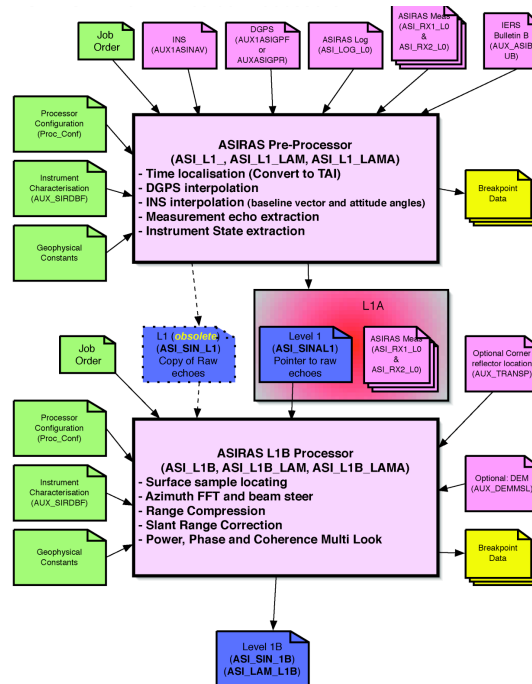 Job
Order
INS
(AUX1ASINAV)
DGPS
(AUX1ASIGPF
or
AUXASIGPR)
ASIRAS Log
(ASI_LOG_L0)
ASIRAS Meas
(ASI_RX1_L0
&
ASI_RX2_L0)
IERS
Bulletin B
(AUX_ASIB
UB)
Processor
Configuration
(Proc_Conf)
Instrument
Characterisation
(AUX_SIRDBF)
Geophysical
Constants
ASIRAS Pre-Processor
(ASI_L1_, ASI_L1_LAM, ASI_L1_LAMA)
- Time localisation (Convert to TAI)
- DGPS interpolation
- INS interpolation (baseline vector and attitude angles)
- Measurement echo extraction
- Instrument State extraction
Breakpoint
Data
L1A
L1 (obsolete)
(ASI_SIN_L1)
Copy of Raw
echoes
Level 1
(ASI_SINAL1)
Pointer to raw
echoes
ASIRAS Meas
(ASI_RX1_L0
&
ASI_RX2_L0)
Job
Order
Optional Corner
reflector location
(AUX_TRANSP)
Processor
Configuration
(Proc_Conf)
Instrument
Characterisation
(AUX_SIRDBF)
Geophysical
Constants
ASIRAS L1B Processor
(ASI_L1B, ASI_L1B_LAM, ASI_L1B_LAMA)
- Surface sample locating
- Azimuth FFT and beam steer
- Range Compression
- Slant Range Correction
- Power, Phase and Coherence Multi Look
Optional: DEM
(AUX_DEMMSL)
Breakpoint
Data
Level 1B
(ASI_SIN_1B)
(ASI_LAM_L1B)